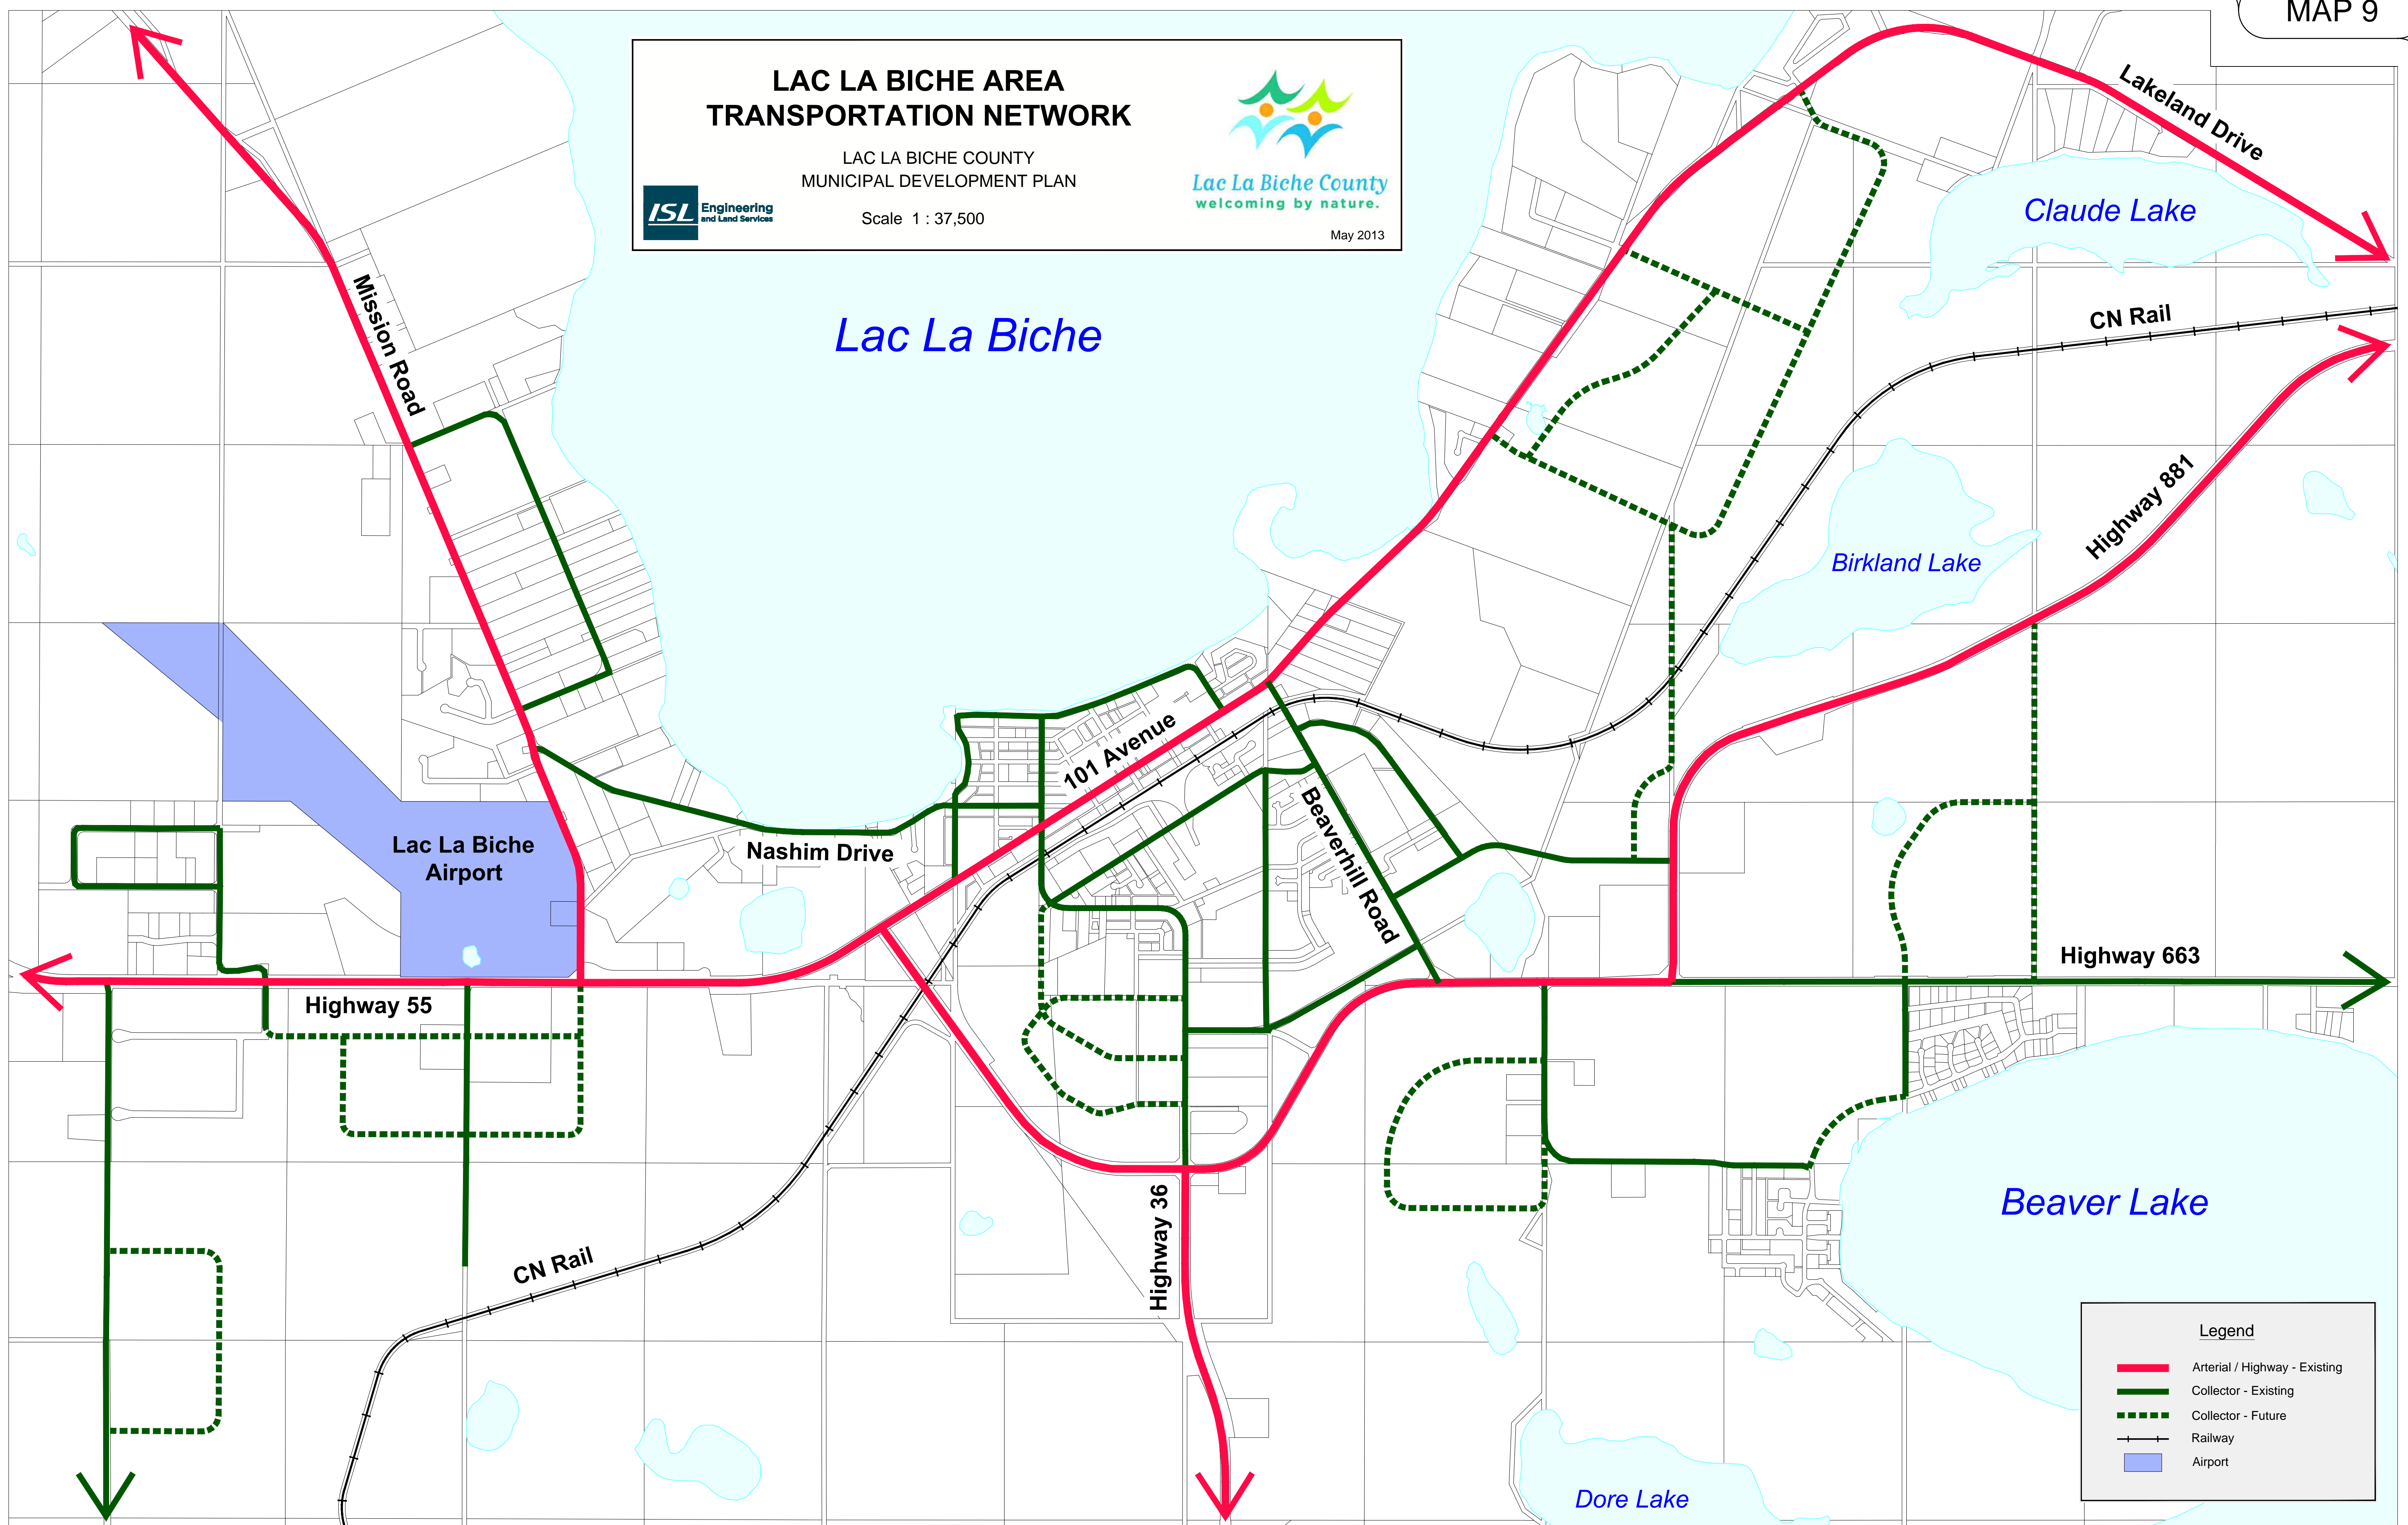 MAP 9
LAC LA BICHE AREA
TRANSPORTATION NETWORK
LAC LA BICHE COUNTY
MUNICIPAL DEVELOPMENT PLAN
Scale 1 : 37,500
ISL Engineering
and Land Services
Lac La Biche County
welcoming by nature.
May 2013
Lakeland Drive
Claude Lake
Mission Road
Lac La Biche
CN Rail
Highway 881
Birkland Lake
101 Avenue
Beaverhill Road
Lac La Biche
Airport
Nashim Drive
Highway 663
Highway 55
Highway 36
Beaver Lake
CN Rail
Dore Lake
Legend
Arterial / Highway - Existing
Collector - Existing
Collector - Future
Railway
Airport